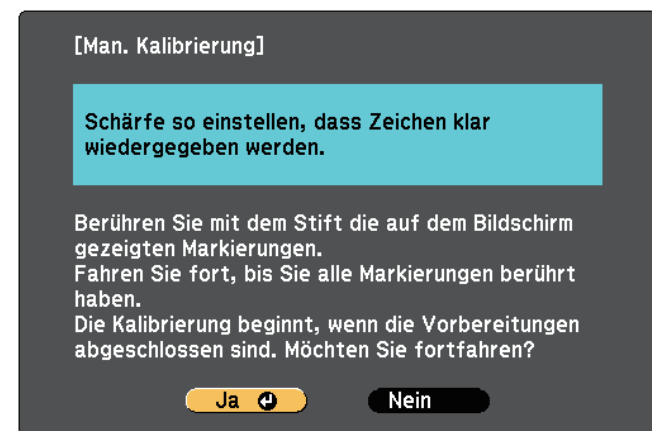 [Man. Kalibrierung]
Schärfe so einstellen, dass Zeichen klar
wiedergegeben werden.
Berühren Sie mit dem Stift die auf dem Bildschirm
gezeigten Markierungen.
Fahren Sie fort, bis Sie alle Markierungen berührt
haben.
Die Kalibrierung beginnt, wenn die Vorbereitungen
abgeschlossen sind. Möchten Sie fortfahren?
Ja Nein